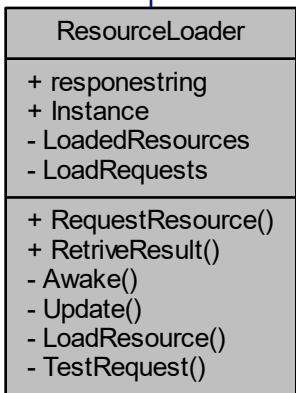 ResourceLoader
+ responestring
+ Instance
- LoadedResources
- LoadRequests
+ RequestResource()
+ RetriveResult()
- Awake()
- Update()
- LoadResource()
- TestRequest()